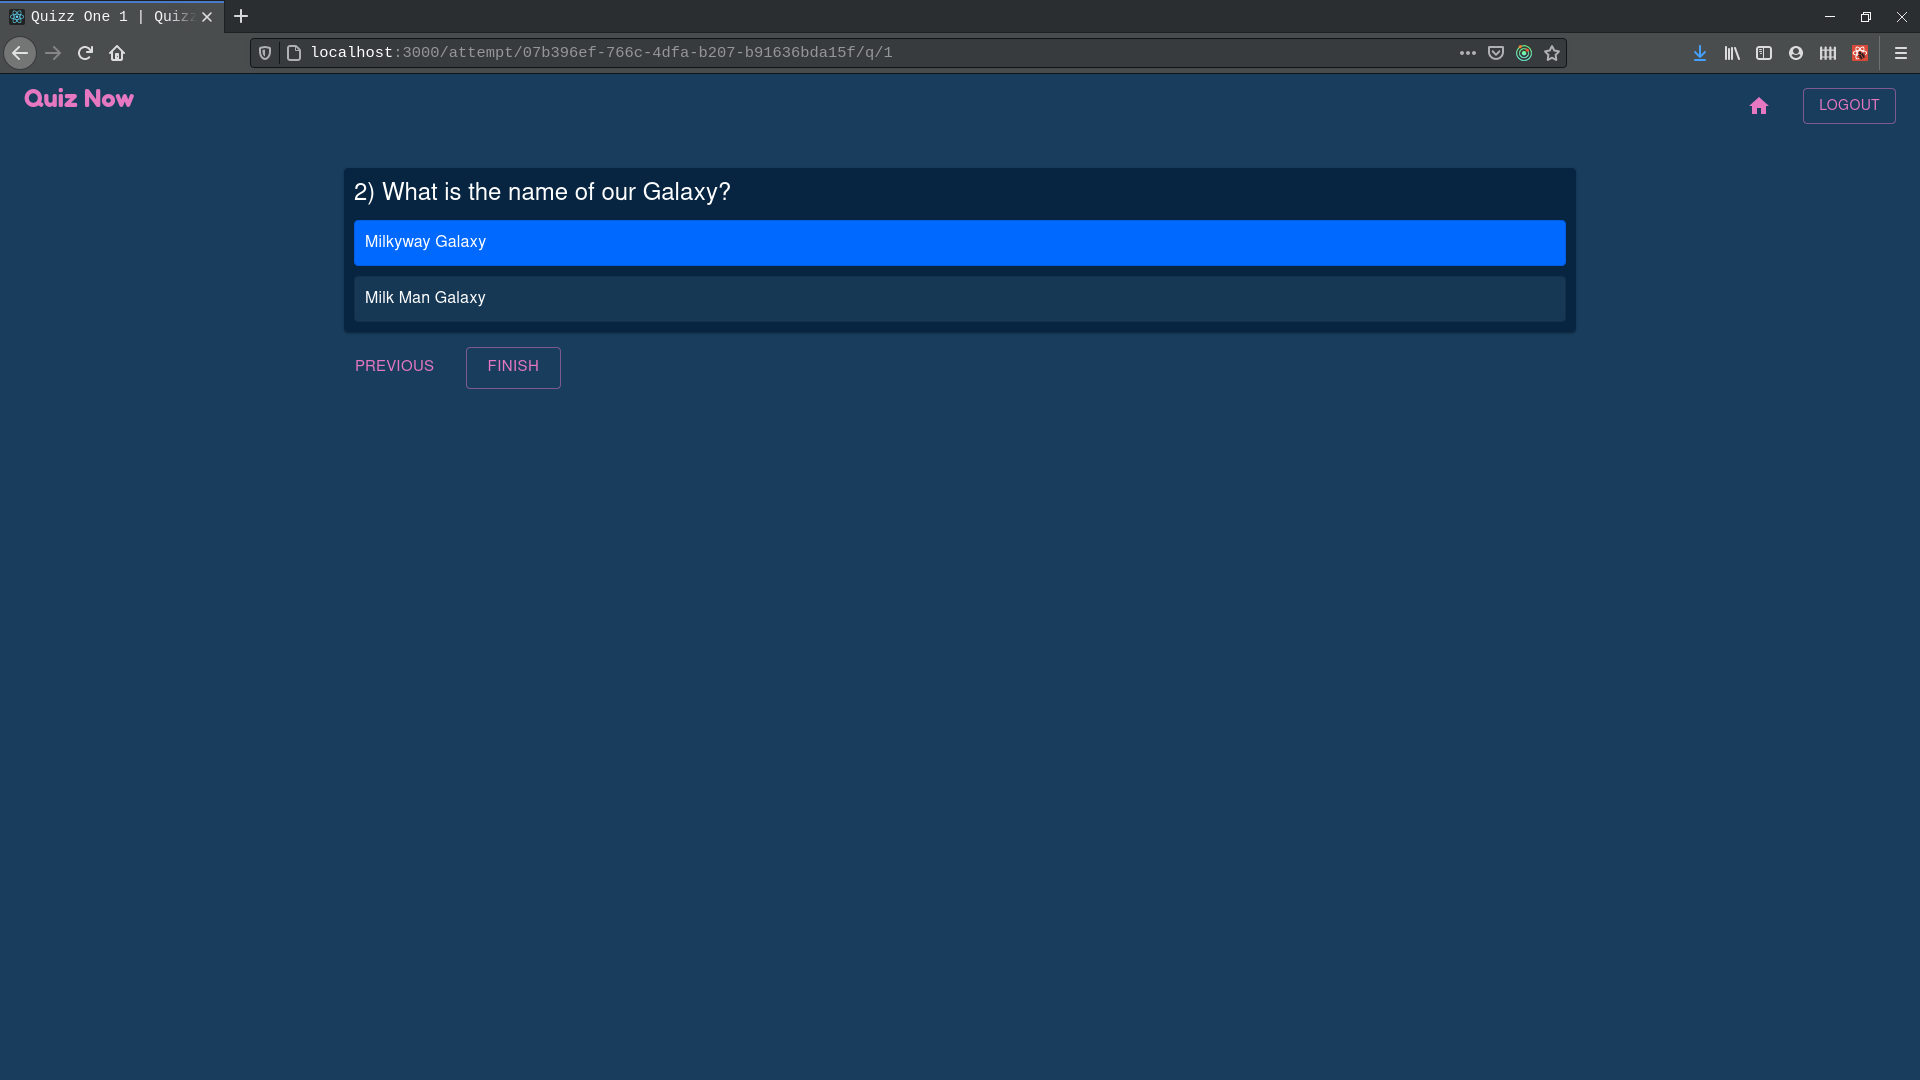 Quizz One 1 | Quizz
localhost:3000/attempt/07b396ef-766c-4dfa-b207-b91636bda15f/q/1
Quiz Now
LOGOUT
2) What is the name of our Galaxy?
Milkyway Galaxy
Milk Man Galaxy
PREVIOUS
FINISH